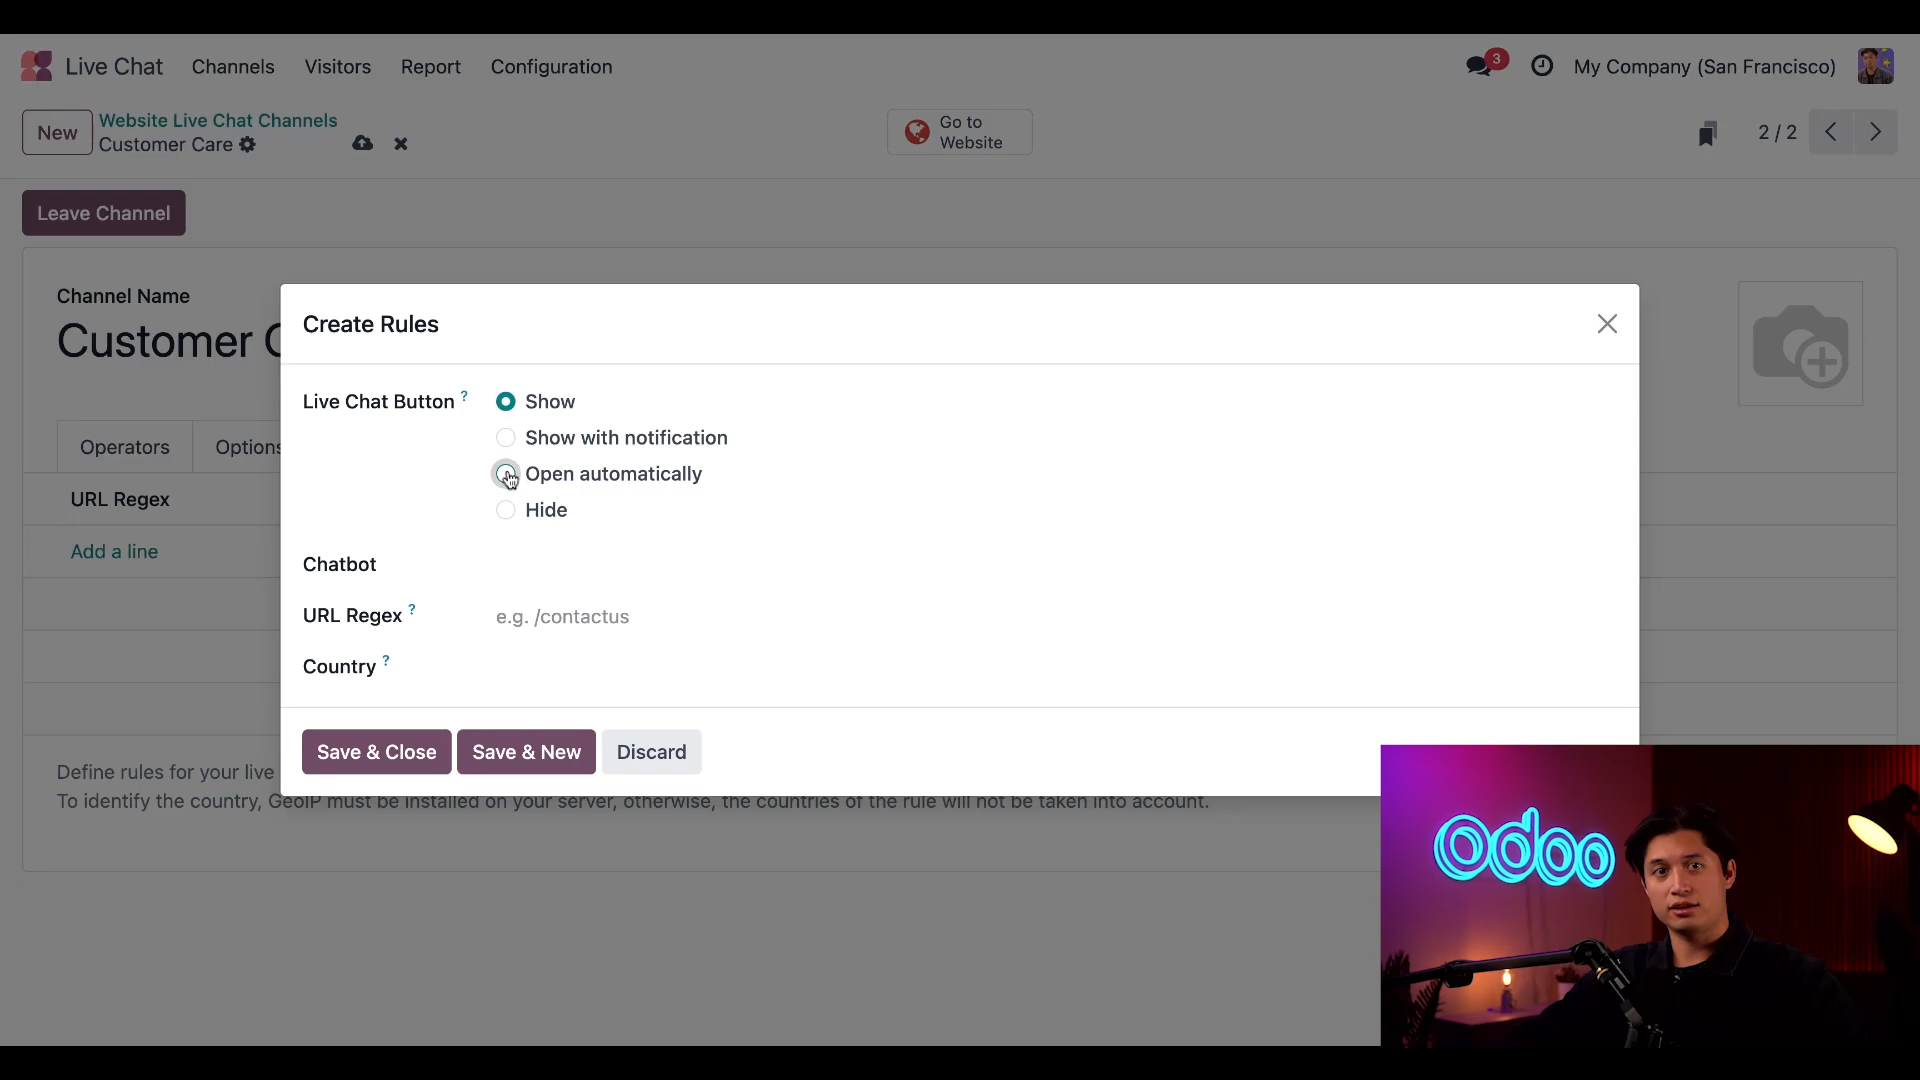 Live Chat Channels Visitors Report Configuration 3 My Company (San Francisco)
New Website Live Chat Channels
Customer Care
Go to
Website
2 / 2
Leave Channel
Channel Name
Customer C
Create Rules
Operators Options
URL Regex
Add a line
Live Chat Button ? Show
Show with notification
Open automatically
Hide
Chatbot
URL Regex ? e.g. /contactus
Country ?
Save & Close Save & New Discard
Define rules for your live
To identify the country, GeoIP must be installed on your server, otherwise, the countries of the rule will not be taken into account.
odoo